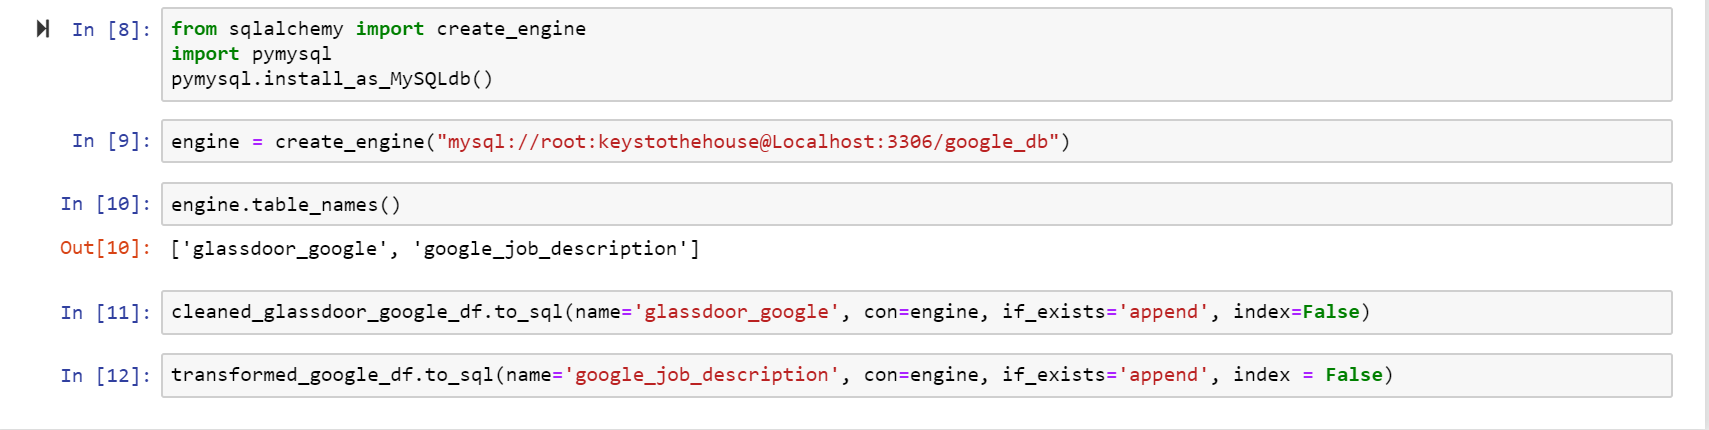 In [8]: from sqlalchemy import create_engine
import pymysql
pymysql.install_as_MySQLdb()
In [9]: engine = create_engine("mysql://root:keystothehouse@Localhost:3306/google_db")
In [10]: engine.table_names()
Out[10]: ['glassdoor_google', 'google_job_description']
In [11]: cleaned_glassdoor_google_df.to_sql(name='glassdoor_google', con=engine, if_exists='append', index=False)
In [12]: transformed_google_df.to_sql(name='google_job_description', con=engine, if_exists='append', index = False)